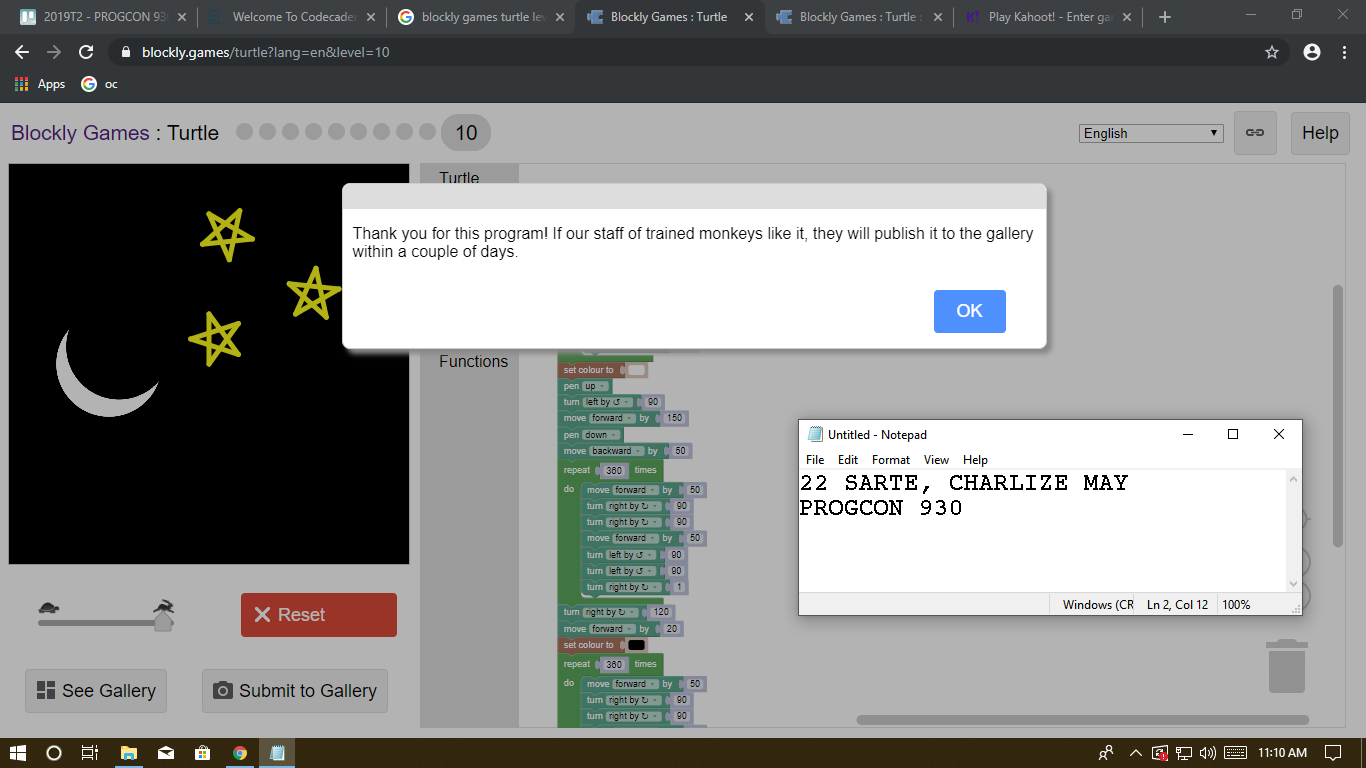 2019T2 - PROGCON 93
Welcome To Codecader
blockly games turtle lev
Blockly Games : Turtle
Blockly Games : Turtle :
Play Kahoot! - Enter gar
blockly.games/turtle?lang=en&level=10
Apps
oc
Blockly Games : Turtle
10
English
Help
Turtle
Thank you for this program! If our staff of trained monkeys like it, they will publish it to the gallery
within a couple of days.
OK
Functions
set colour to
pen up
turn left by ↺ 90
move forward by 150
pen down
move backward by 50
repeat 360 times
do move forward by 50
turn right by ↻ 90
turn right by ↻ 90
move forward by 50
turn left by ↺ 90
turn left by ↺ 90
turn right by ↻ 1
turn right by ↻ 120
move forward by 20
set colour to
repeat 360 times
do move forward by 50
turn right by ↻ 90
turn right by ↻ 90
Reset
See Gallery
Submit to Gallery
Untitled - Notepad
File Edit Format View Help
22 SARTE, CHARLIZE MAY
PROGCON 930
Windows (CR Ln 2, Col 12 100%
11:10 AM